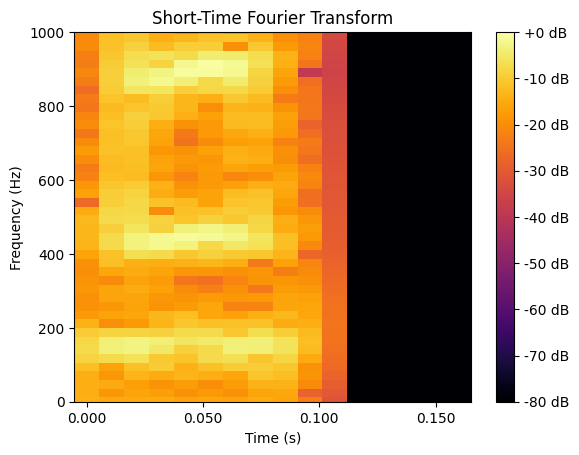 Short-Time Fourier Transform
1000
800
600
400
200
0
Frequency (Hz)
0.000
0.050
0.100
0.150
Time (s)
+0 dB
-10 dB
-20 dB
-30 dB
-40 dB
-50 dB
-60 dB
-70 dB
-80 dB